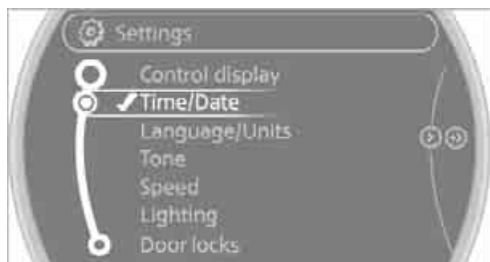 Settings
Control display
Time/Date
Language/Units
Tone
Speed
Lighting
Door locks